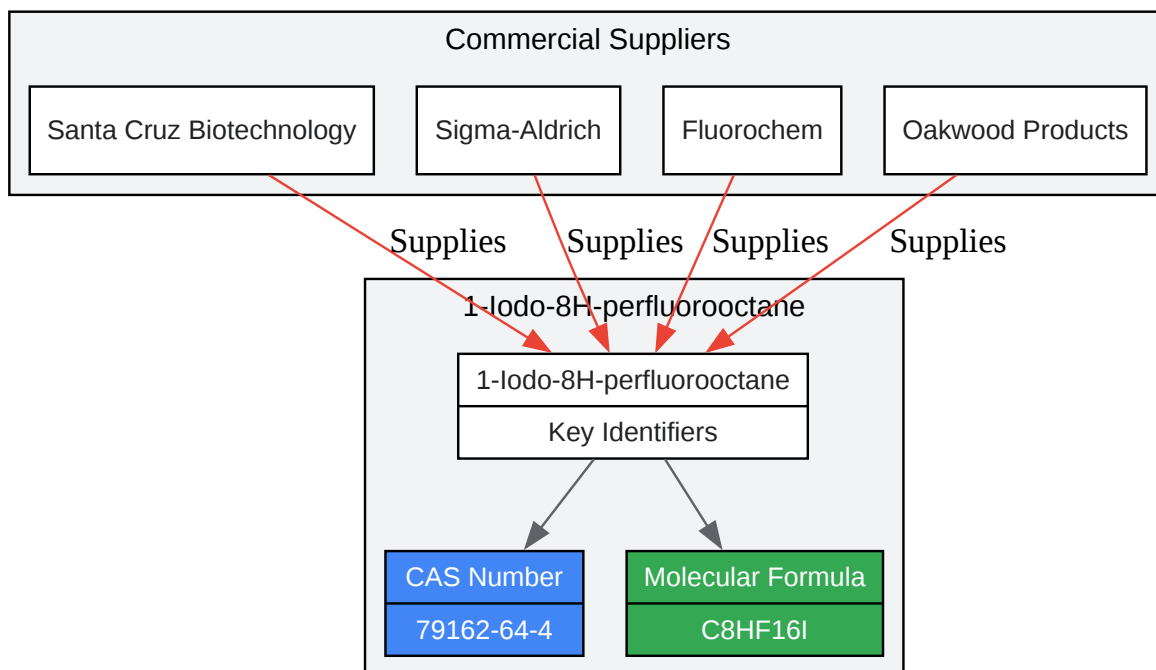 Commercial Suppliers
Santa Cruz Biotechnology
Sigma-Aldrich
Fluorochem
Oakwood Products
Supplies
Supplies
Supplies
Supplies
1-Iodo-8H-perfluorooctane
1-Iodo-8H-perfluorooctane
Key Identifiers
CAS Number
79162-64-4
Molecular Formula
C8HF16I